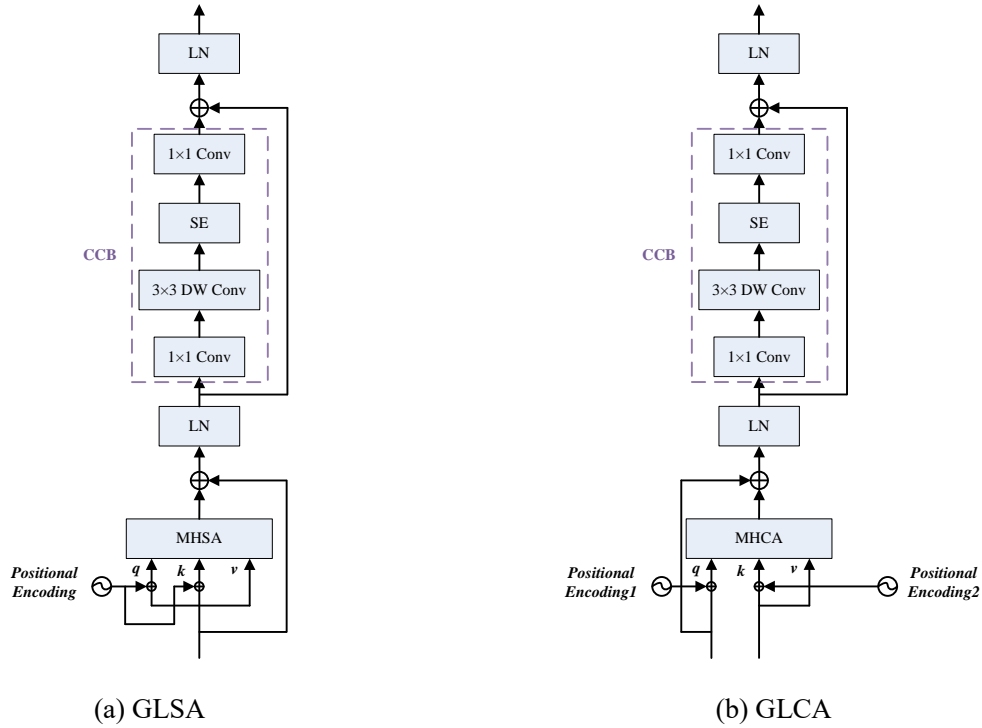 LN
1×1 Conv
SE
CCB
3×3 DW Conv
1×1 Conv
LN
MHSA
q
k
v
Positional
Encoding
(a) GLSA
LN
1×1 Conv
SE
CCB
3×3 DW Conv
1×1 Conv
LN
MHCA
q
k
v
Positional
Encoding1
Positional
Encoding2
(b) GLCA